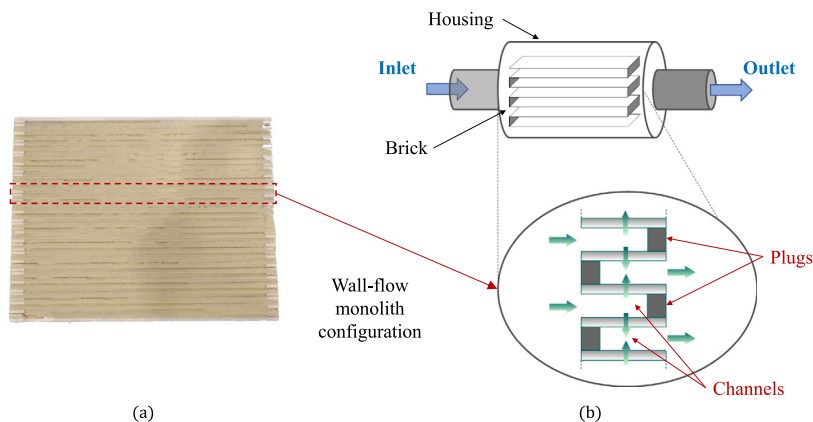 Housing
Inlet
Outlet
Brick
Wall-flow
monolith
configuration
Plugs
Channels
(a)
(b)